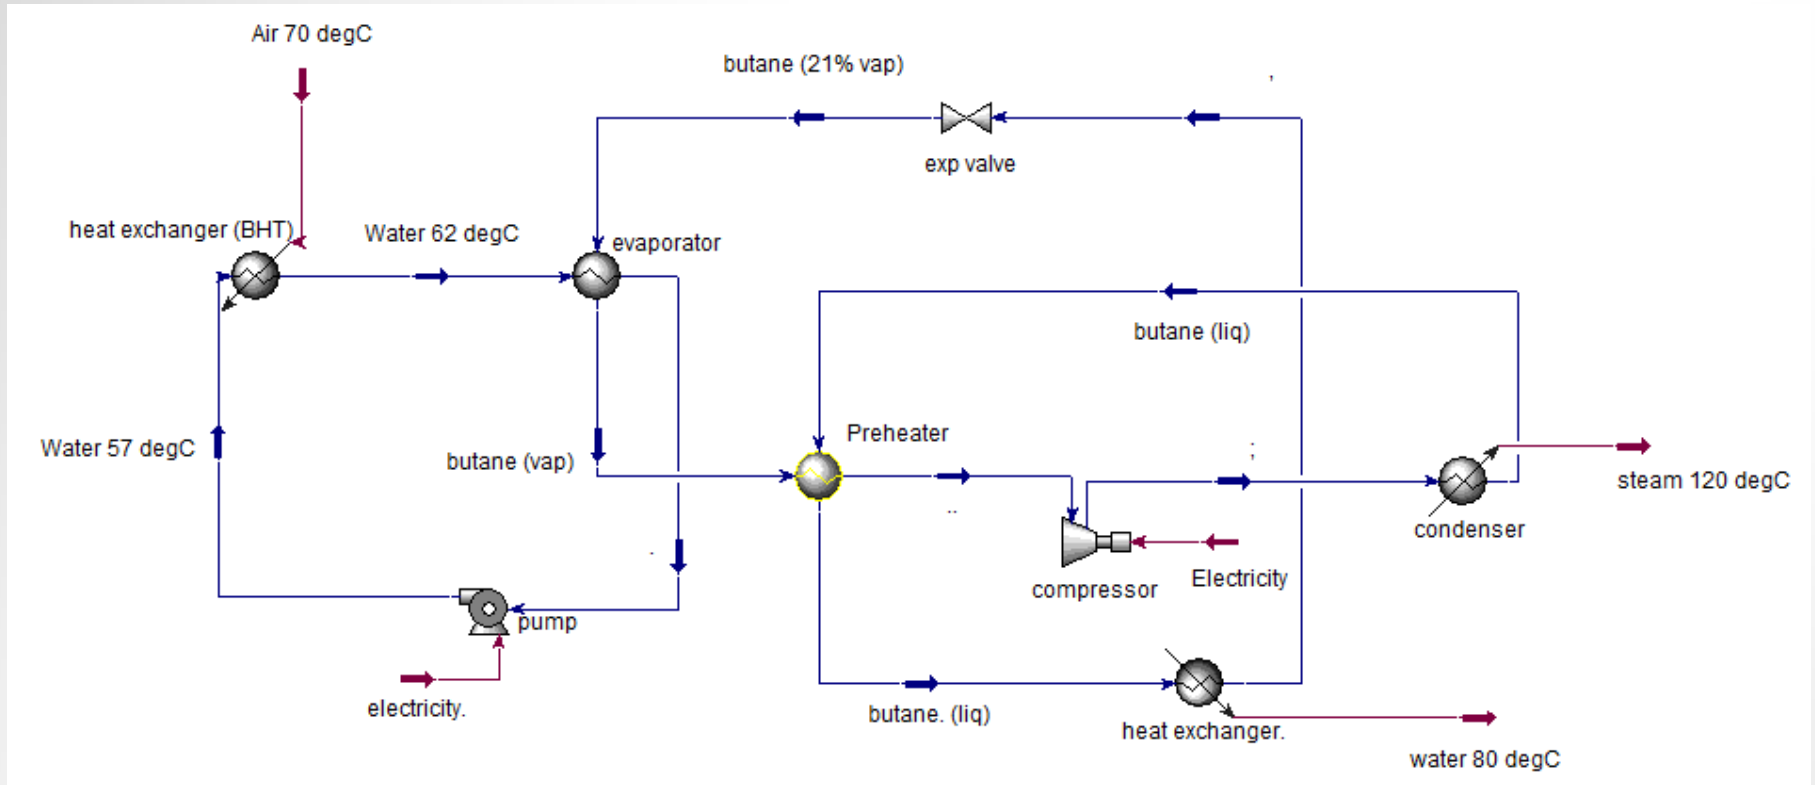 Air 70 degC
butane (21% vap)
,
exp valve
heat exchanger (BHT)
Water 62 degC
evaporator
butane (liq)
Water 57 degC
butane (vap)
Preheater
;
steam 120 degC
..
condenser
.
compressor
Electricity
pump
electricity.
butane. (liq)
heat exchanger.
water 80 degC